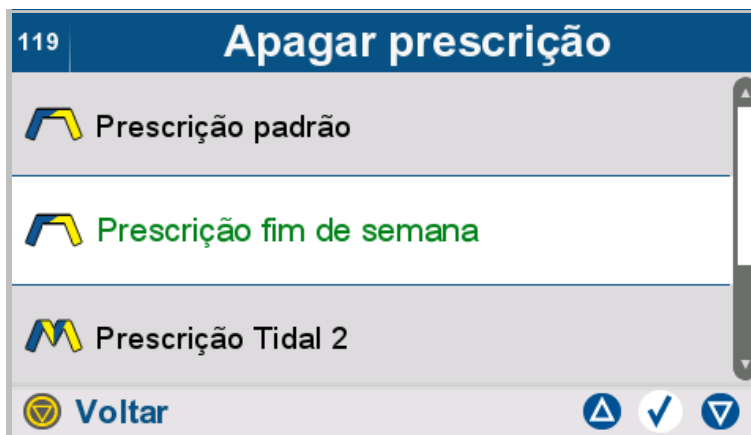 119
Apagar prescrição
Prescrição padrão
Prescrição fim de semana
Prescrição Tidal 2
Voltar